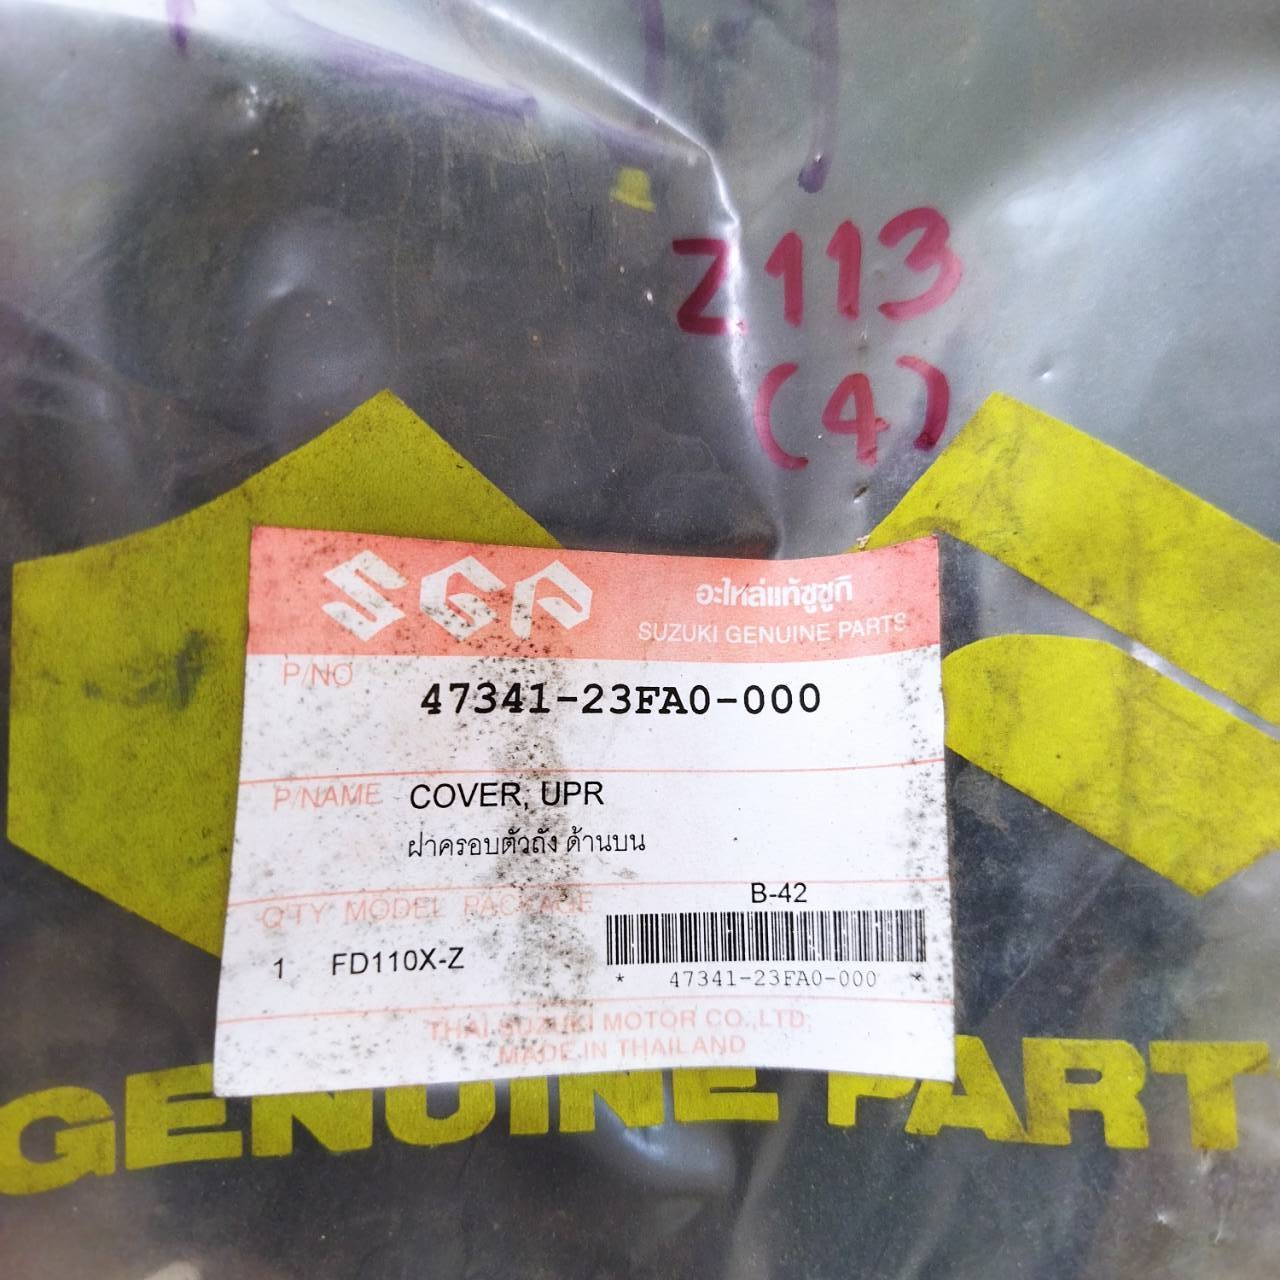 Z113
(4)
SGP
อะไหล่แท้ซูซูกิ
SUZUKI GENUINE PARTS
P/NO
47341-23FA0-000
P/NAME COVER, UPR
ฝาครอบตัวถัง ด้านบน
Q'TY MODEL PACKAGE B-42
1 FD110X-Z
* 47341-23FA0-000 *
THAI SUZUKI MOTOR CO.,LTD.
MADE IN THAILAND
GENUINE PART